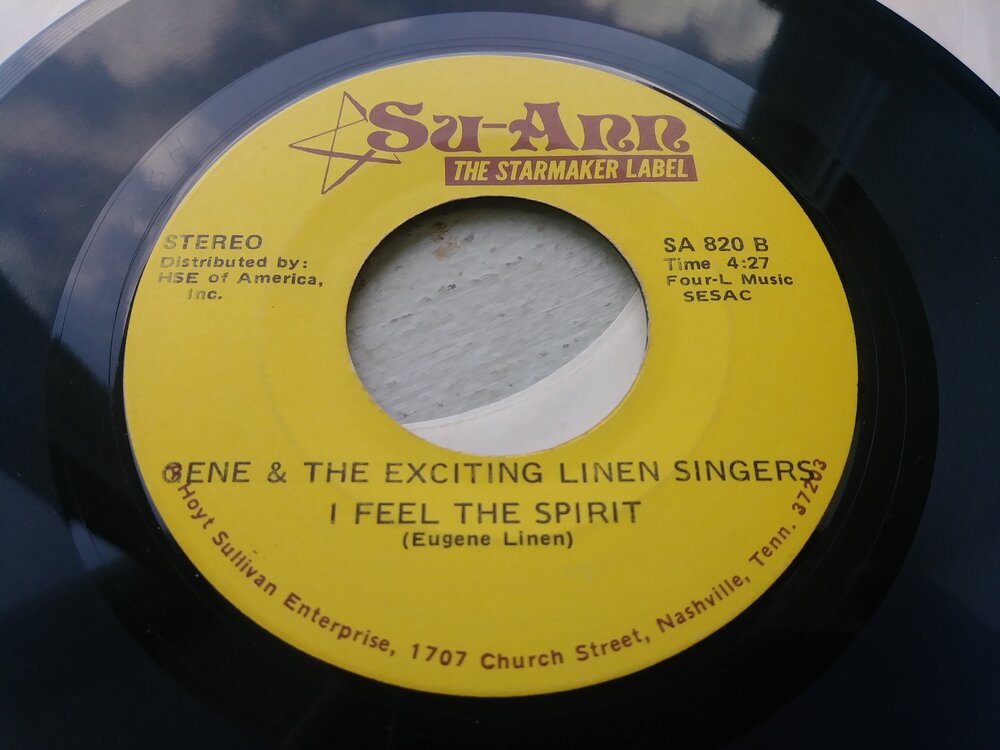 Su-Ann
THE STARMAKER LABEL
STEREO
Distributed by:
HSE of America,
Inc.
SA 820 B
Time 4:27
Four-L Music
SESAC
GENE & THE EXCITING LINEN SINGERS
I FEEL THE SPIRIT
(Eugene Linen)
Hoyt Sullivan Enterprise, 1707 Church Street, Nashville, Tenn. 37203